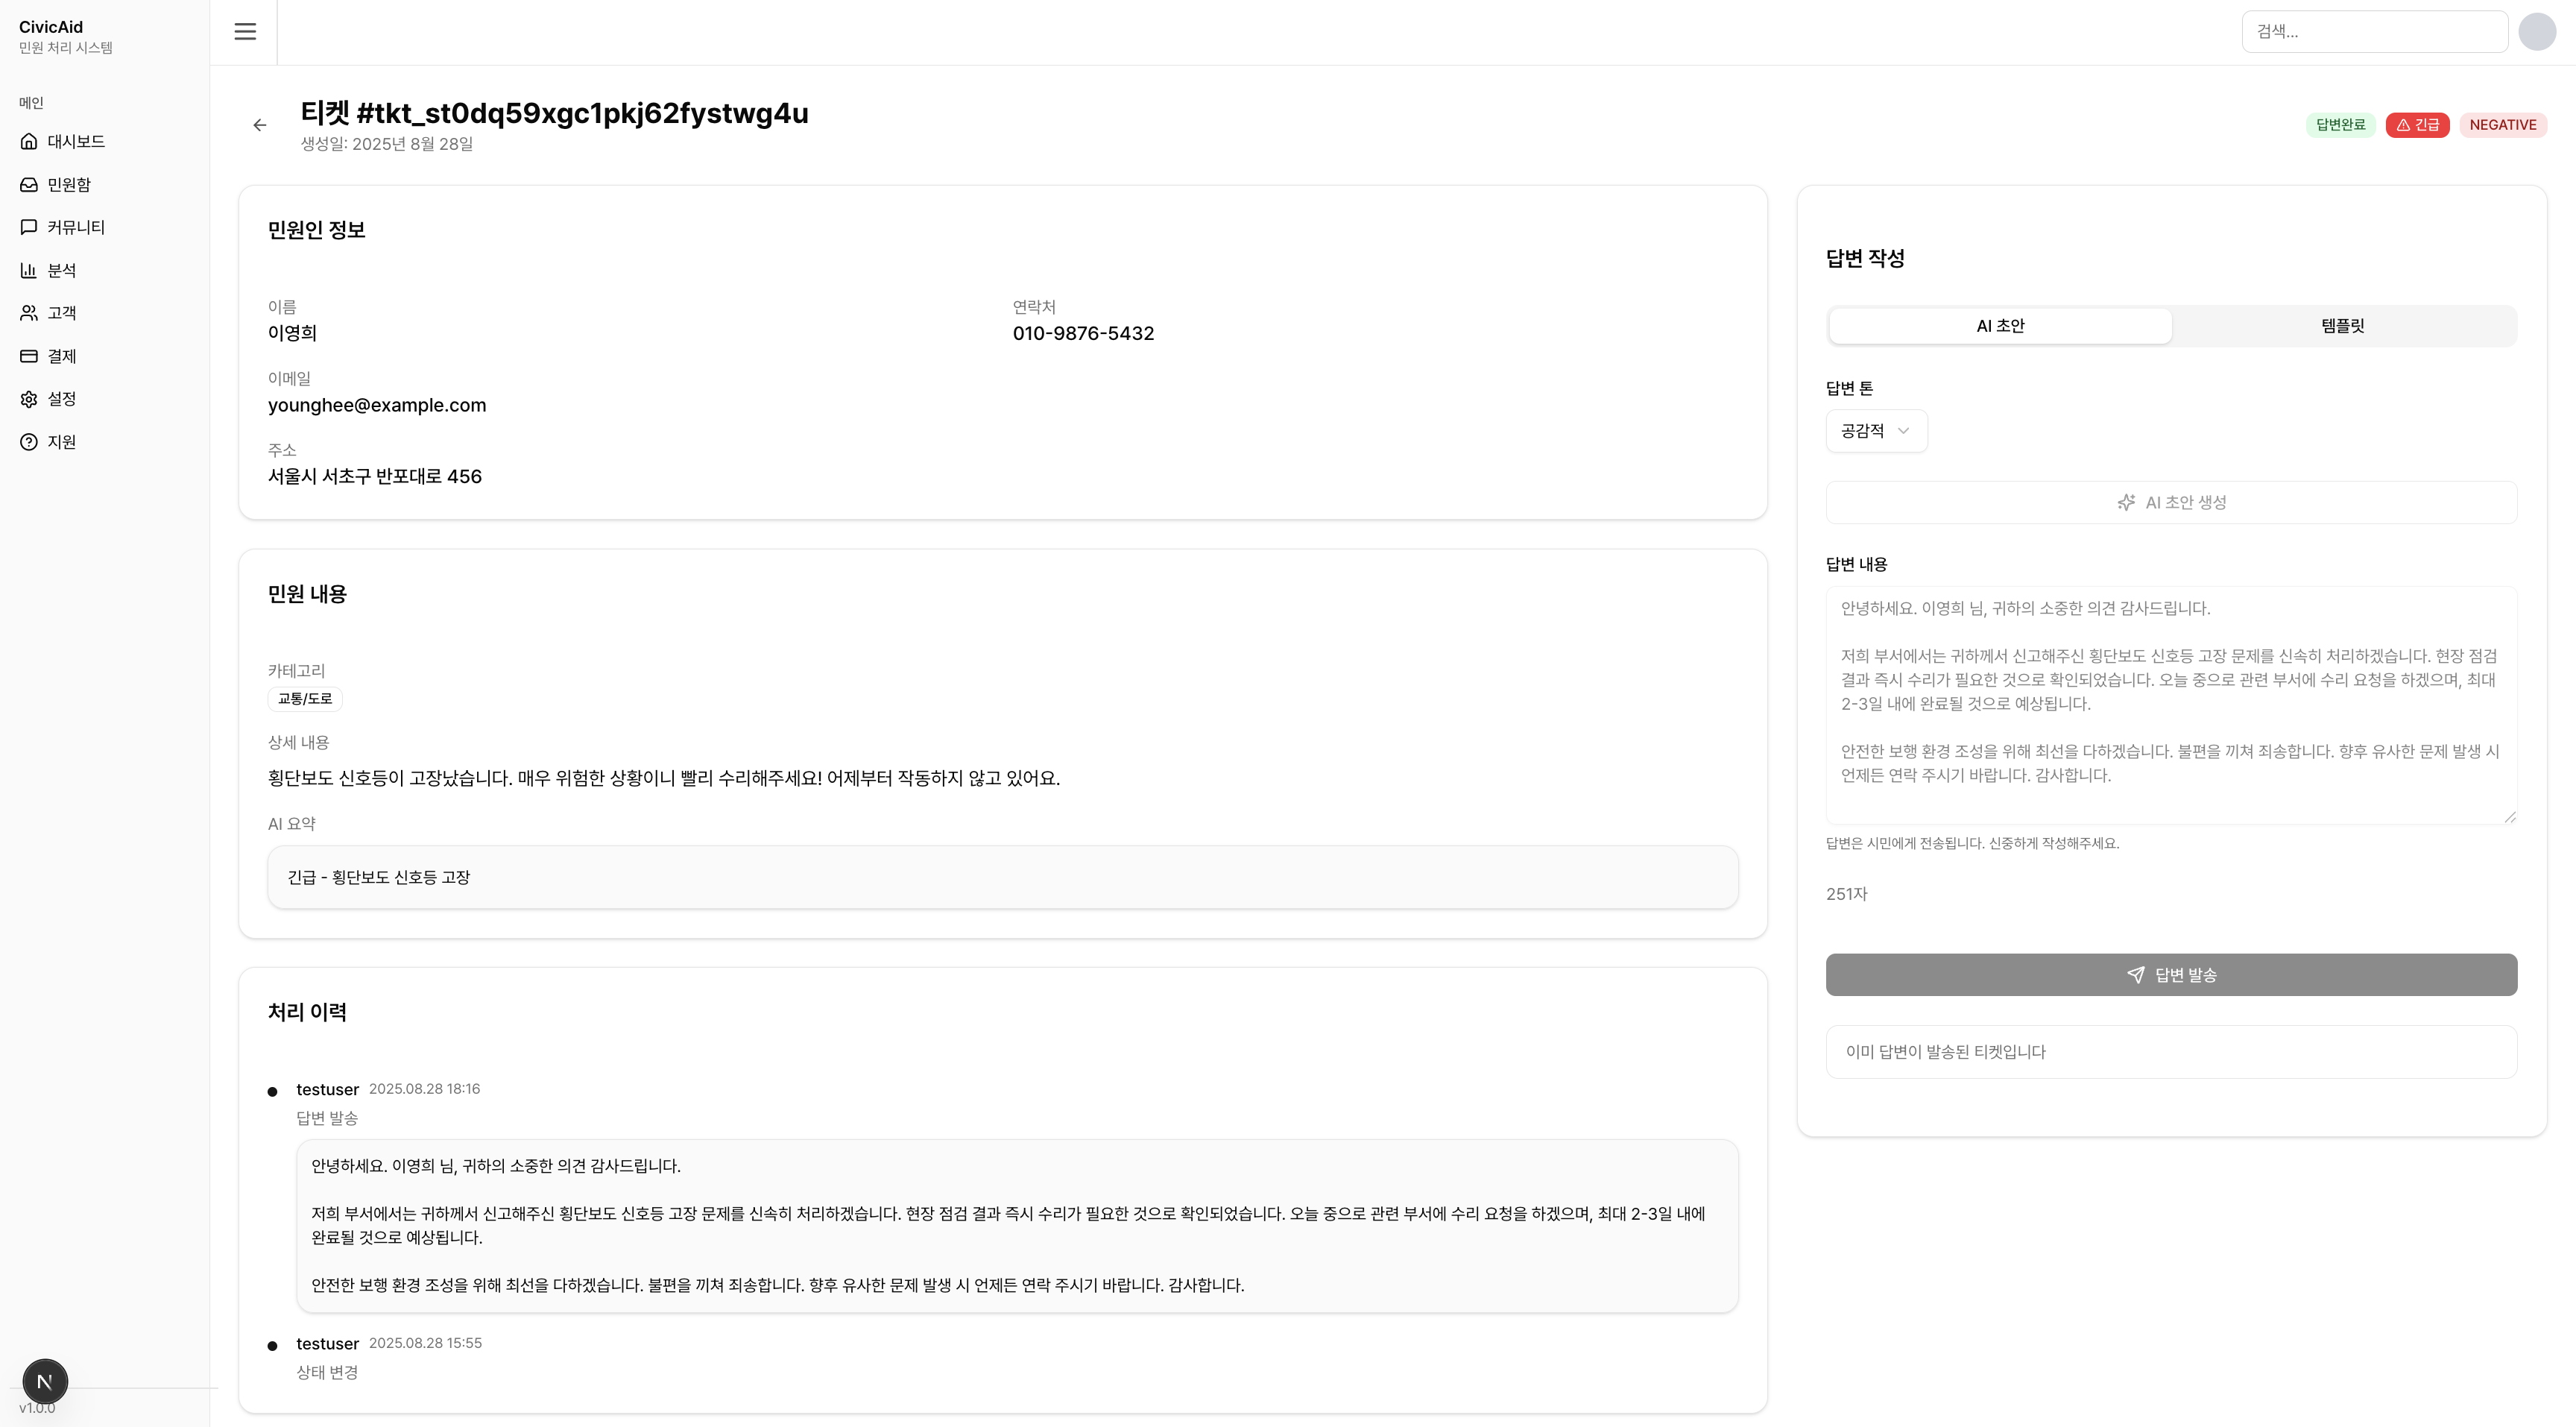 CivicAid
민원 처리 시스템
메인
대시보드
민원함
커뮤니티
분석
고객
결제
설정
지원
N
v1.0.0
검색...
티켓 #tkt_st0dq59xgc1pkj62fystwg4u
생성일: 2025년 8월 28일
답변완료
긴급
NEGATIVE
민원인 정보
이름
이영희
연락처
010-9876-5432
이메일
younghee@example.com
주소
서울시 서초구 반포대로 456
민원 내용
카테고리
교통/도로
상세 내용
횡단보도 신호등이 고장났습니다. 매우 위험한 상황이니 빨리 수리해주세요! 어제부터 작동하지 않고 있어요.
AI 요약
긴급 - 횡단보도 신호등 고장
처리 이력
testuser 2025.08.28 18:16
답변 발송
안녕하세요. 이영희 님, 귀하의 소중한 의견 감사드립니다.
저희 부서에서는 귀하께서 신고해주신 횡단보도 신호등 고장 문제를 신속히 처리하겠습니다. 현장 점검 결과 즉시 수리가 필요한 것으로 확인되었습니다. 오늘 중으로 관련 부서에 수리 요청을 하겠으며, 최대 2-3일 내에
완료될 것으로 예상됩니다.
안전한 보행 환경 조성을 위해 최선을 다하겠습니다. 불편을 끼쳐 죄송합니다. 향후 유사한 문제 발생 시 언제든 연락 주시기 바랍니다. 감사합니다.
testuser 2025.08.28 15:55
상태 변경
답변 작성
AI 초안
템플릿
답변 톤
공감적
AI 초안 생성
답변 내용
안녕하세요. 이영희 님, 귀하의 소중한 의견 감사드립니다.
저희 부서에서는 귀하께서 신고해주신 횡단보도 신호등 고장 문제를 신속히 처리하겠습니다. 현장 점검
결과 즉시 수리가 필요한 것으로 확인되었습니다. 오늘 중으로 관련 부서에 수리 요청을 하겠으며, 최대
2-3일 내에 완료될 것으로 예상됩니다.
안전한 보행 환경 조성을 위해 최선을 다하겠습니다. 불편을 끼쳐 죄송합니다. 향후 유사한 문제 발생 시
언제든 연락 주시기 바랍니다. 감사합니다.
답변은 시민에게 전송됩니다. 신중하게 작성해주세요.
251자
답변 발송
이미 답변이 발송된 티켓입니다